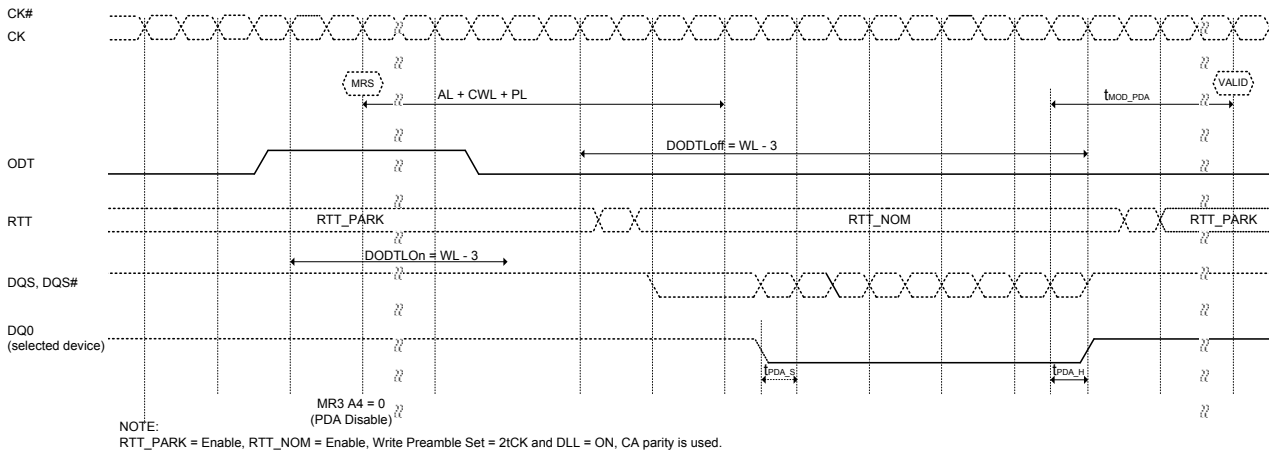 CK#
CK
MRS
VALID
AL + CWL + PL
tMOD_PDA
DODTLoff = WL - 3
ODT
RTT
RTT_PARK
RTT_NOM
RTT_PARK
DODTLOn = WL - 3
DQS, DQS#
DQ0
(selected device)
tPDA_S
tPDA_H
MR3 A4 = 0
(PDA Disable)
NOTE:
RTT_PARK = Enable, RTT_NOM = Enable, Write Preamble Set = 2tCK and DLL = ON, CA parity is used.